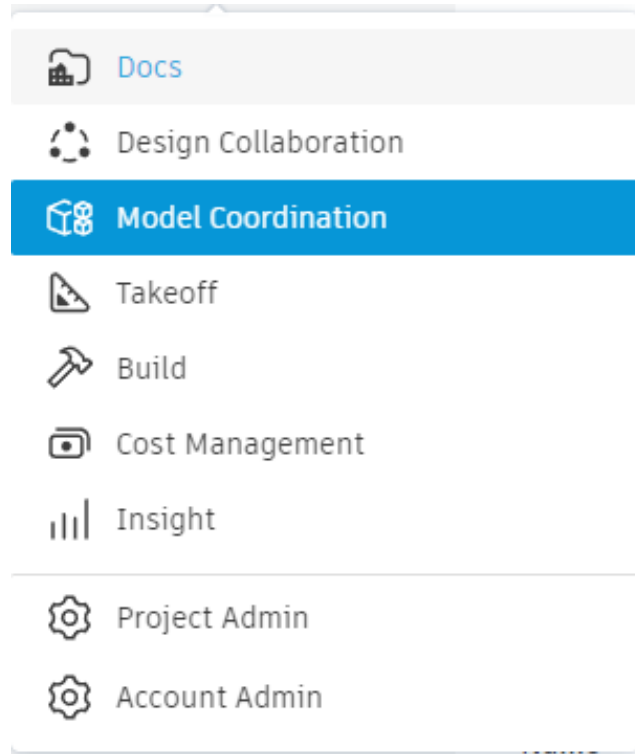 Docs
Design Collaboration
Model Coordination
Takeoff
Build
Cost Management
Insight
Project Admin
Account Admin